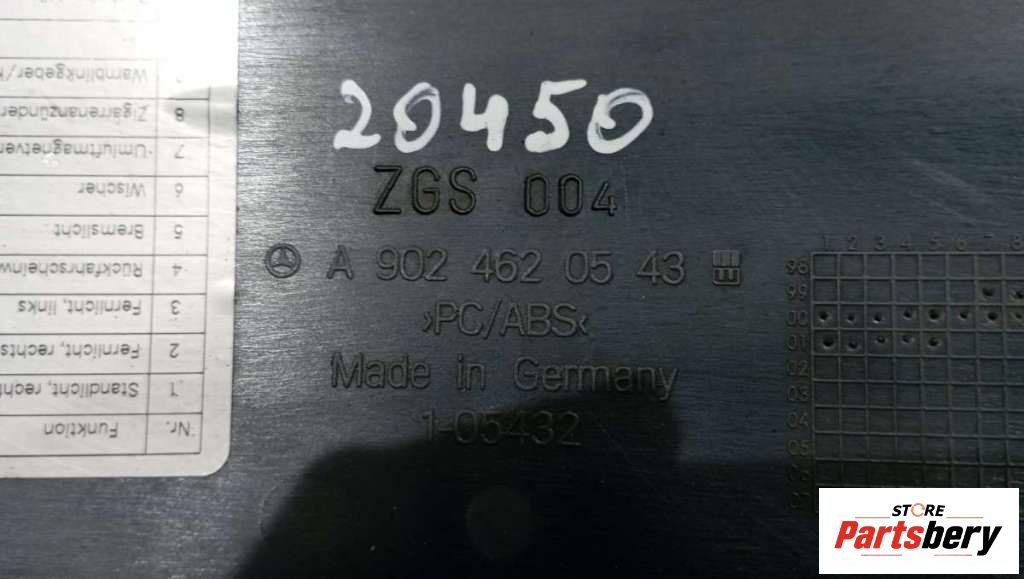 20450
ZGS 004
A 902 462 05 43
>PC/ABS<
Made in Germany
1-05432
1 2 3 4 5 6 7 8
98
99
00
01
02
03
04
05
Nr. Funktion
1 Standlicht, recht
2 Fernlicht, rechts
3 Fernlicht, links
4 Rückfahrscheinw
5 Bremslicht
6 Wischer
7 Umluftmagnetven
8 Zigarrenanzünder
Warnblinkgeber/K
STORE
Partsbery